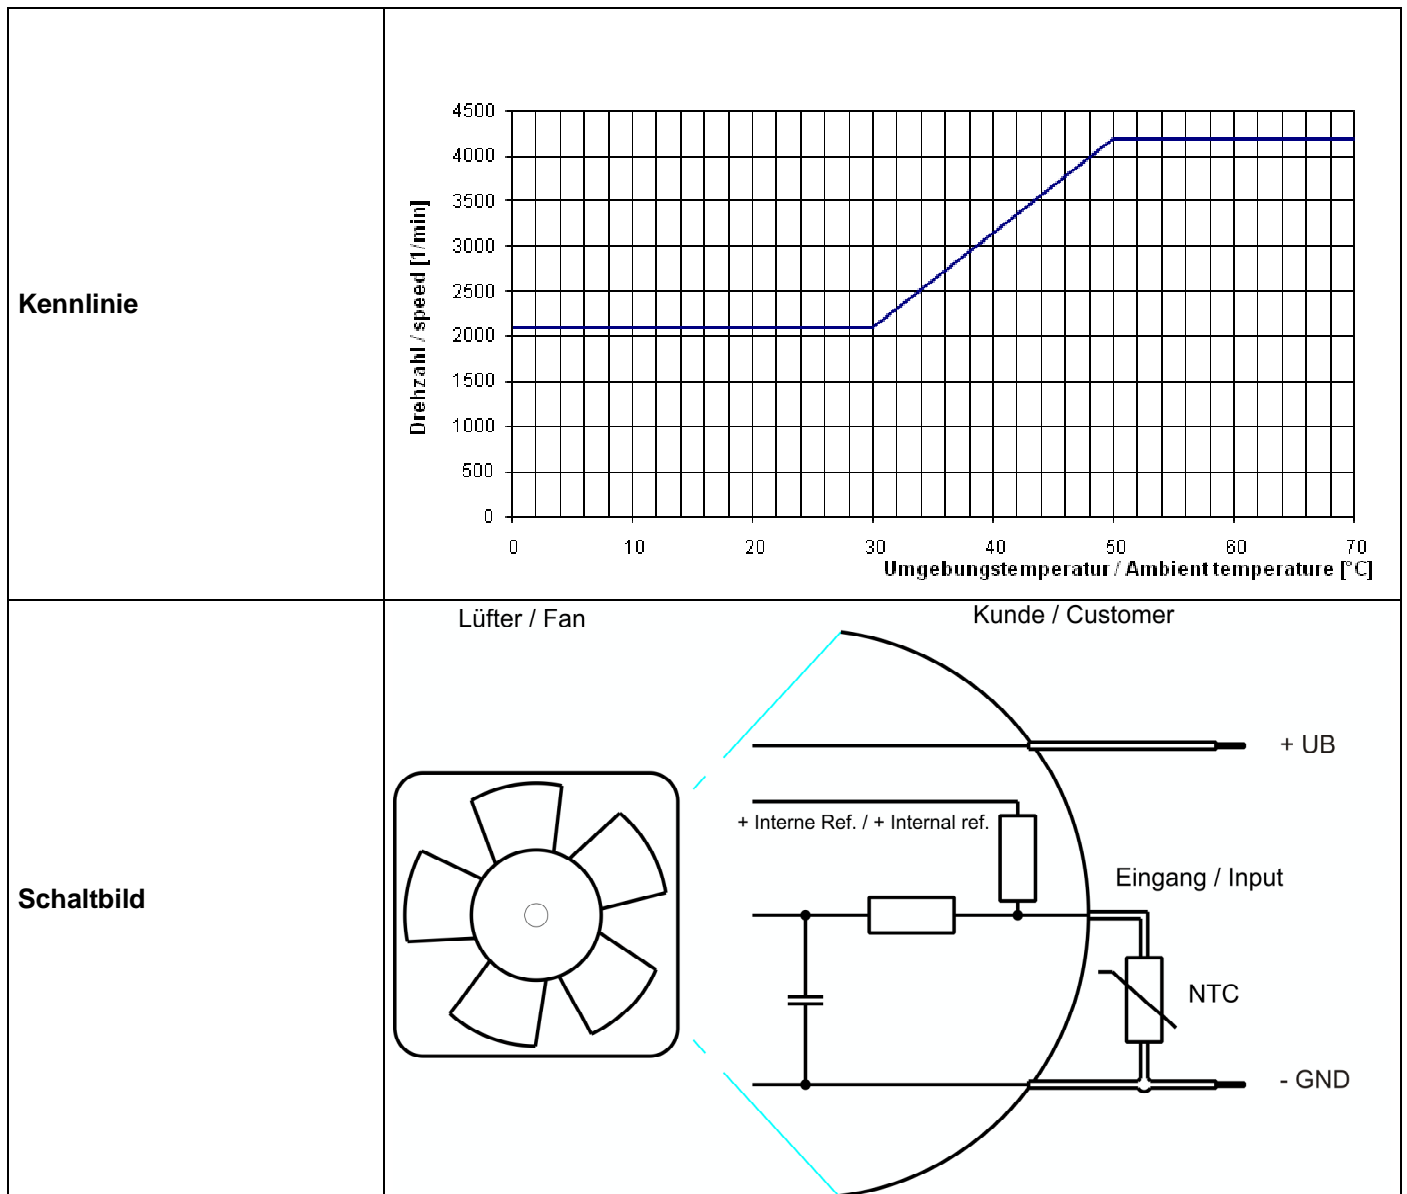 Kennlinie
4500
4000
3500
3000
2500
2000
1500
1000
500
0
Drehzahl / speed [1/min]
0 10 20 30 40 50 60 70
Umgebungstemperatur / Ambient temperature [°C]
Schaltbild
Lüfter / Fan
Kunde / Customer
+ UB
+ Interne Ref. / + Internal ref.
Eingang / Input
NTC
- GND